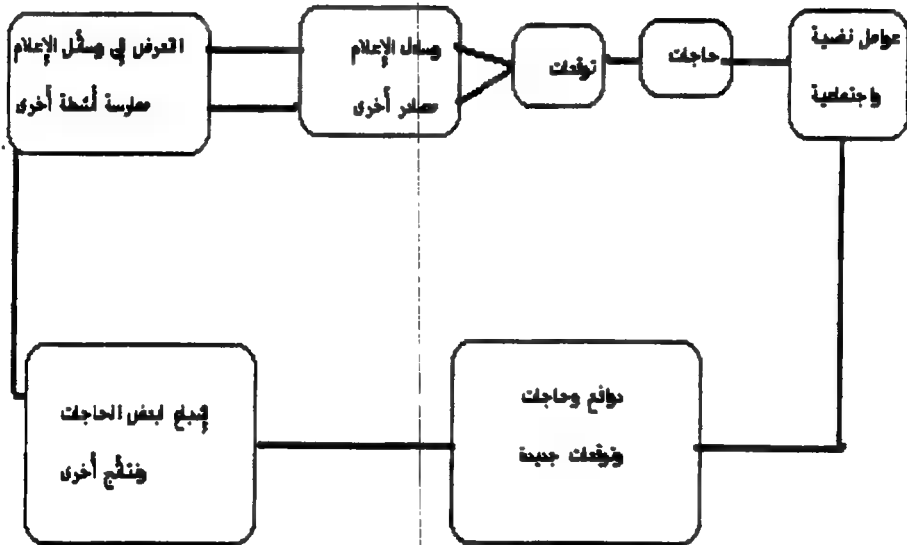 عوامل نفسية
واجتماعية
حاجات
توقعات
وسائل الإعلام
مصادر أخرى
التعرض إلى وسائل الإعلام
ممارسة أنشطة أخرى
إشباع لبعض الحاجات
ونتائج أخرى
دوافع وحاجات
وتوقعات جديدة